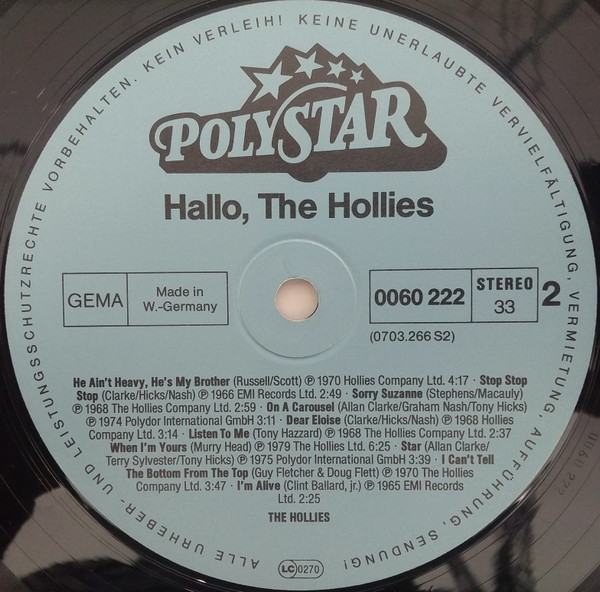 ALLE URHEBER- UND LEISTUNGSSCHUTZRECHTE VORBEHALTEN. KEIN VERLEIH! KEINE UNERLAUBTE VERVIELFÄLTIGUNG, VERMIETUNG, AUFFÜHRUNG, SENDUNG!
POLYSTAR
Hallo, The Hollies
GEMA
Made in
W.-Germany
0060 222
STEREO
33
2
(0703.266 S2)
He Ain't Heavy, He's My Brother (Russell/Scott) ℗ 1970 Hollies Company Ltd. 4:17 · Stop Stop
Stop (Clarke/Hicks/Nash) ℗ 1966 EMI Records Ltd. 2:49 · Sorry Suzanne (Stephens/Macauly)
℗ 1968 The Hollies Company Ltd. 2:59 · On A Carousel (Allan Clarke/Graham Nash/Tony Hicks)
℗ 1974 Polydor International GmbH 3:11 · Dear Eloise (Clarke/Hicks/Nash) ℗ 1968 Hollies
Company Ltd. 3:14 · Listen To Me (Tony Hazzard) ℗ 1968 The Hollies Company Ltd. 2:37
When I'm Yours (Murry Head) ℗ 1979 The Hollies Ltd. 6:25 · Star (Allan Clarke/
Terry Sylvester/Tony Hicks) ℗ 1975 Polydor International GmbH 3:39 · I Can't Tell
The Bottom From The Top (Guy Fletcher & Doug Flett) ℗ 1970 The Hollies
Company Ltd. 3:47 · I'm Alive (Clint Ballard, jr.) ℗ 1965 EMI Records
Ltd. 2:25
THE HOLLIES
LC 0270